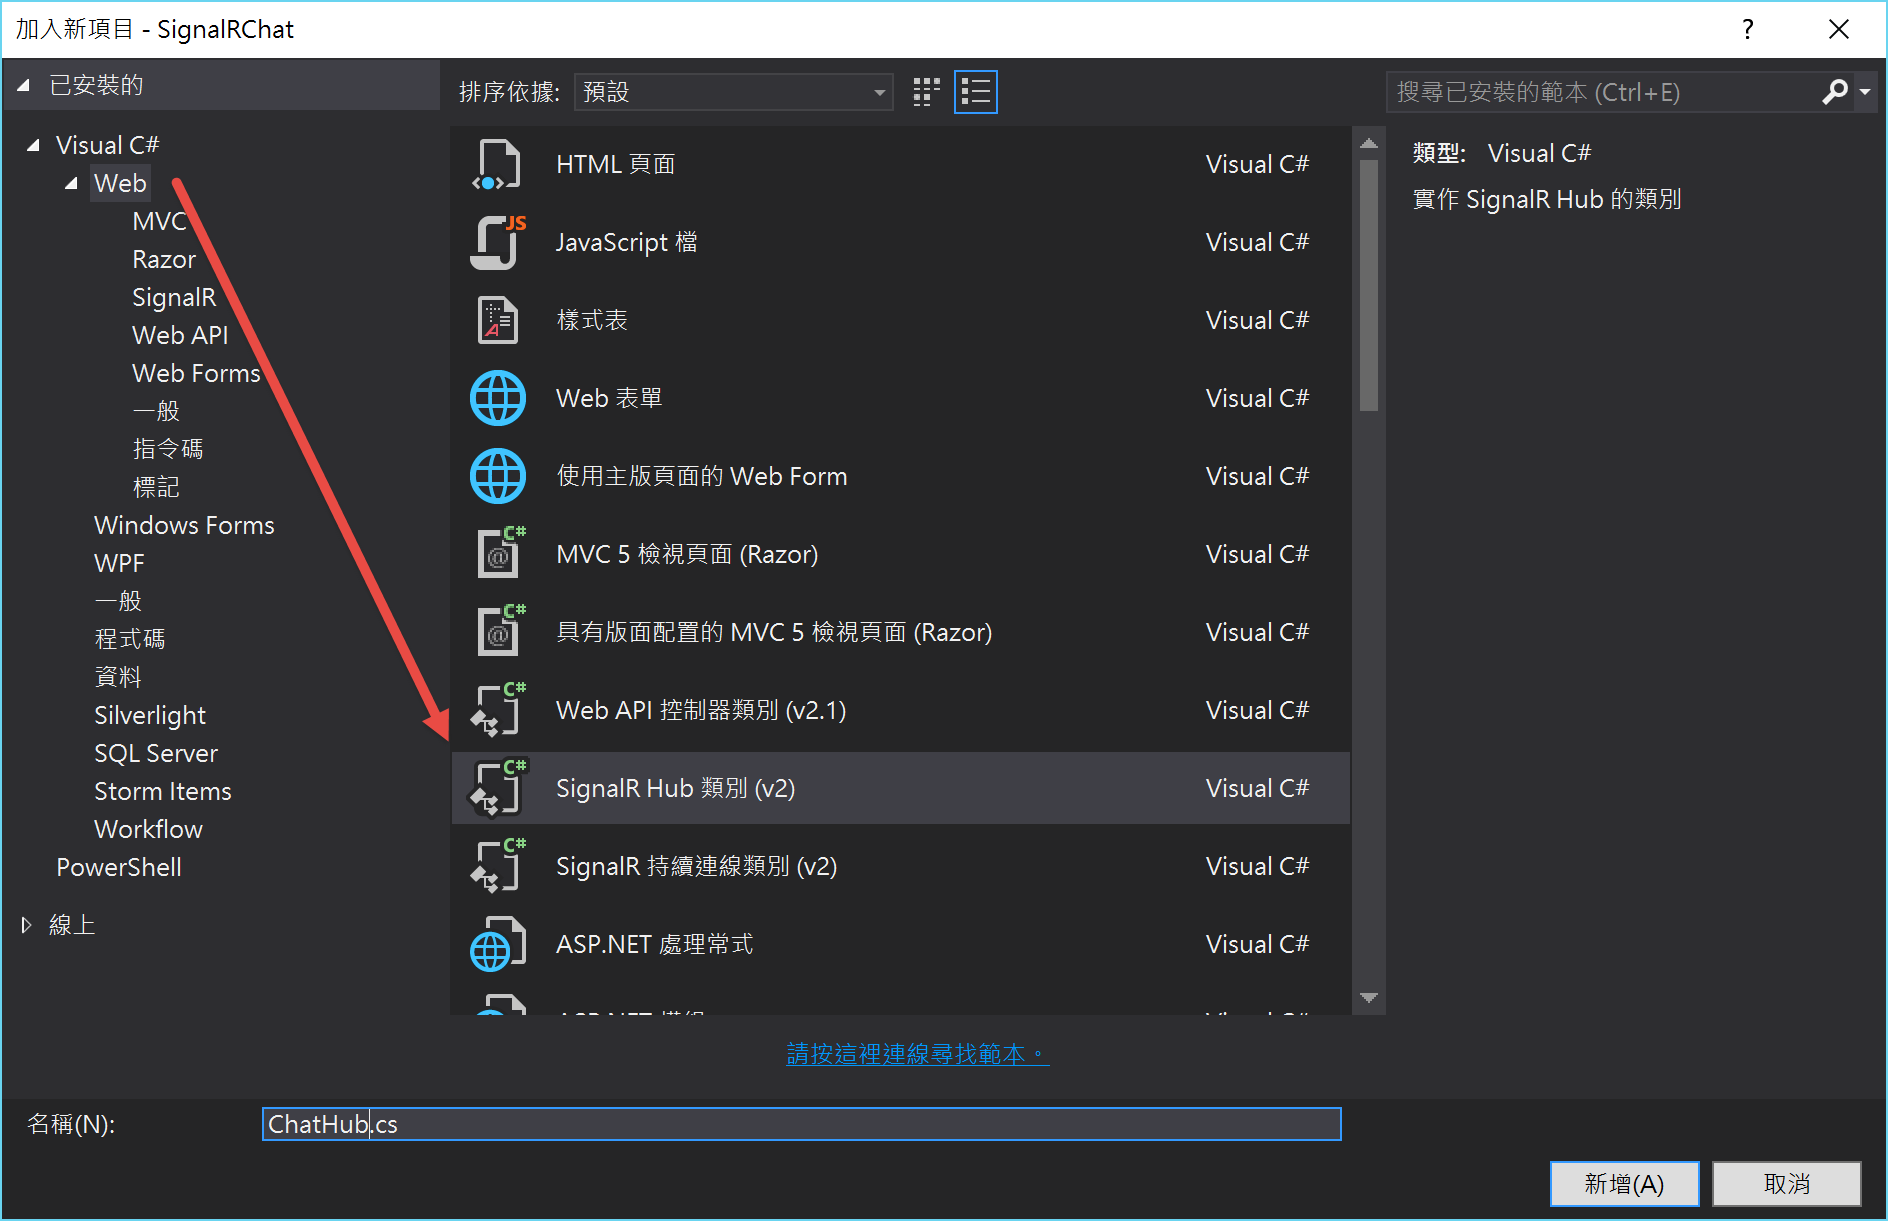 加入新項目 - SignalRChat
?
已安裝的
排序依據: 預設
搜尋已安裝的範本 (Ctrl+E)
Visual C#
Web
MVC
Razor
SignalR
Web API
Web Forms
一般
指令碼
標記
Windows Forms
WPF
一般
程式碼
資料
Silverlight
SQL Server
Storm Items
Workflow
PowerShell
線上
HTML 頁面 Visual C#
JS
JavaScript 檔 Visual C#
樣式表 Visual C#
Web 表單 Visual C#
使用主版頁面的 Web Form Visual C#
C#
@
MVC 5 檢視頁面 (Razor) Visual C#
C#
@
具有版面配置的 MVC 5 檢視頁面 (Razor) Visual C#
C#
Web API 控制器類別 (v2.1) Visual C#
C#
SignalR Hub 類別 (v2) Visual C#
C#
SignalR 持續連線類別 (v2) Visual C#
ASP.NET 處理常式 Visual C#
類型: Visual C#
實作 SignalR Hub 的類別
請按這裡連線尋找範本。
名稱(N): ChatHub.cs
新增(A) 取消